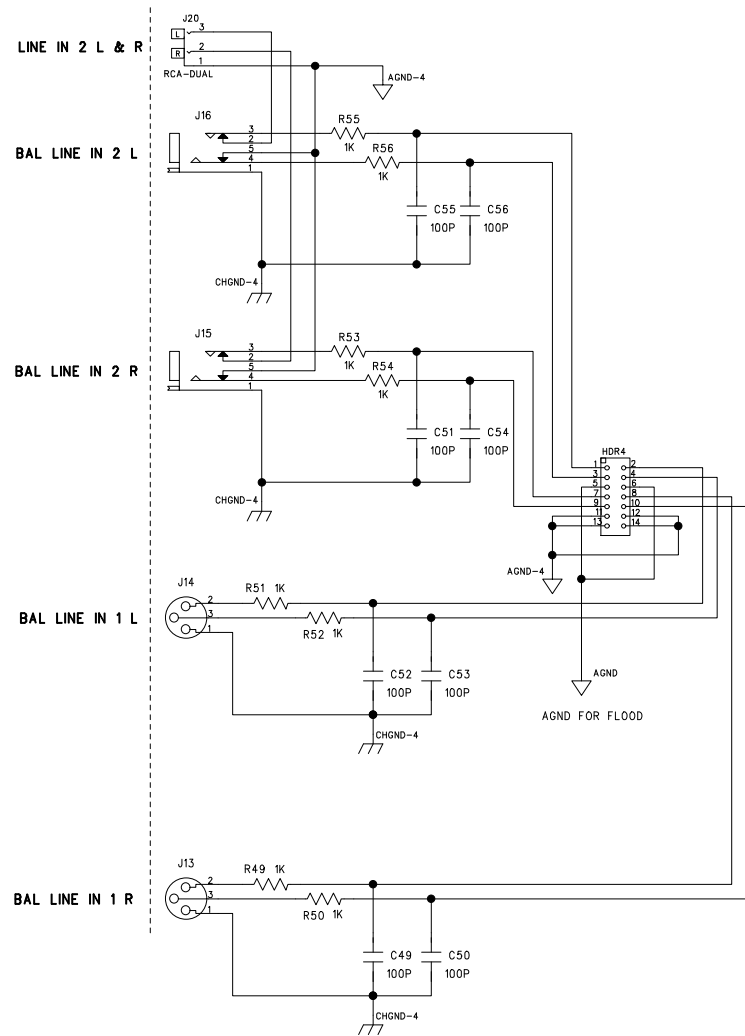 J20
LINE IN 2 L & R
L
3
R
2
1
RCA-DUAL
AGND-4
J16
BAL LINE IN 2 L
3
2
5
4
1
R55
1K
R56
1K
C55
100P
C56
100P
CHGND-4
J15
BAL LINE IN 2 R
3
2
5
4
1
R53
1K
R54
1K
C51
100P
C54
100P
CHGND-4
HDR4
1 2
3 4
5 6
7 8
9 10
11 12
13 14
AGND-4
AGND
AGND FOR FLOOD
J14
BAL LINE IN 1 L
2
3
1
R51 1K
R52 1K
C52
100P
C53
100P
CHGND-4
J13
BAL LINE IN 1 R
2
3
1
R49 1K
R50 1K
C49
100P
C50
100P
CHGND-4